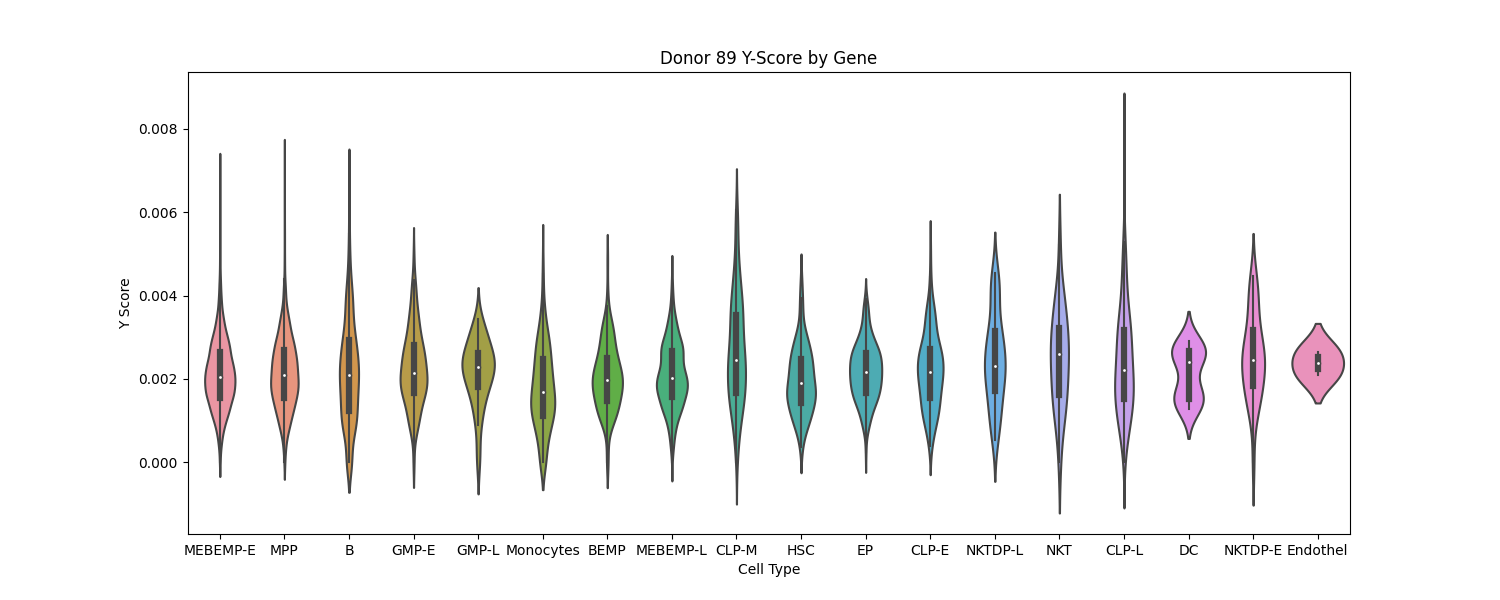 Donor 89 Y-Score by Gene
Y Score
0.008
0.006
0.004
0.002
0.000
MEBEMP-E MPP B GMP-E GMP-L Monocytes BEMP MEBEMP-L CLP-M HSC EP CLP-E NKTDP-L NKT CLP-L DC NKTDP-E Endothel
Cell Type